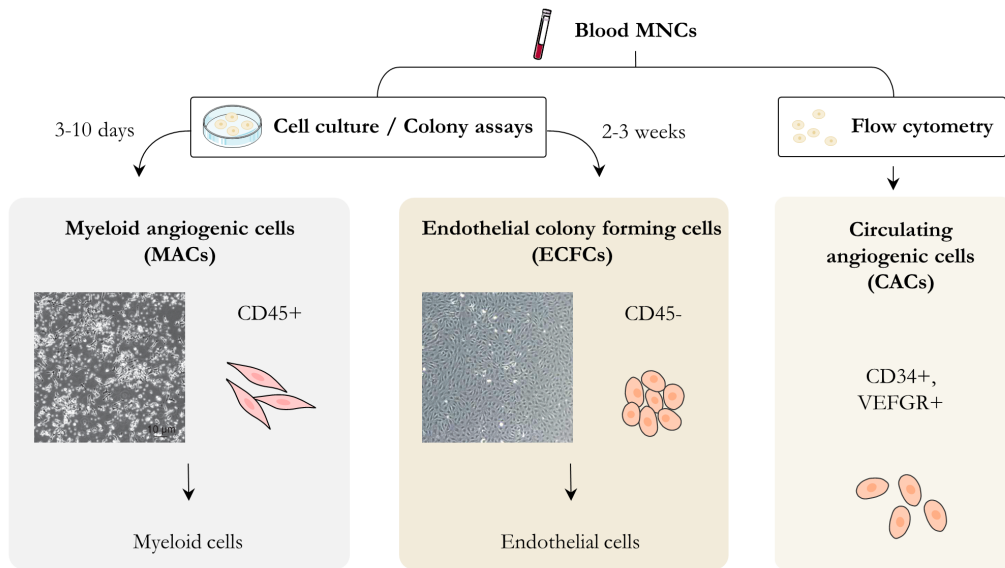 Blood MNCs
3-10 days
Cell culture / Colony assays
2-3 weeks
Flow cytometry
Myeloid angiogenic cells
(MACs)
CD45+
10 µm
Myeloid cells
Endothelial colony forming cells
(ECFCs)
CD45-
Endothelial cells
Circulating
angiogenic cells
(CACs)
CD34+,
VEFGR+